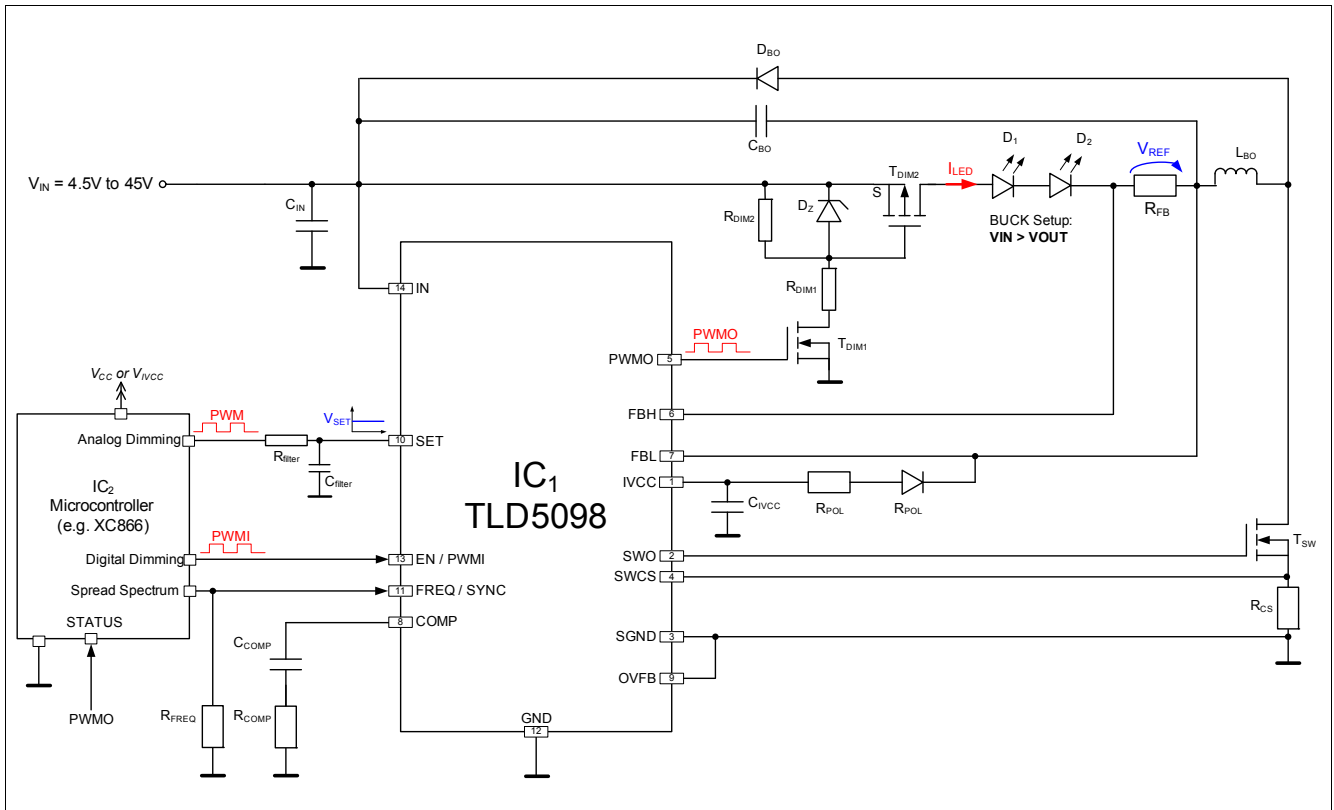 DBO
CBO
D1
D2
VREF
LBO
VIN = 4.5V to 45V
TDIM2
ILED
S
CIN
RDIM2
DZ
RFB
BUCK Setup:
VIN > VOUT
14
IN
RDIM1
PWMO
TDIM1
PWMO
5
VCC or VIVCC
PWM
VSET
FBH
6
Analog Dimming
10
SET
Rfilter
Cfilter
FBL
7
IVCC
1
IC2
Microcontroller
(e.g. XC866)
IC1
TLD5098
CIVCC
RPOL
RPOL
PWMI
Digital Dimming
13
EN / PWMI
SWO
2
TSW
SWCS
4
Spread Spectrum
11
FREQ / SYNC
RCS
STATUS
8
COMP
CCOMP
SGND
3
OVFB
9
PWMO
RFREQ
RCOMP
GND
12